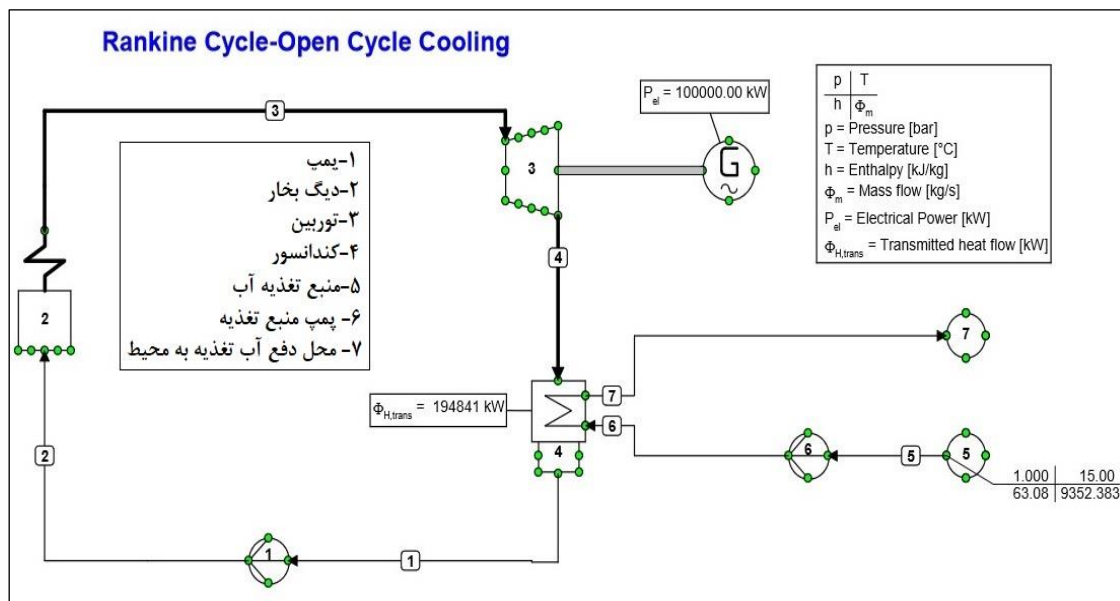 Rankine Cycle-Open Cycle Cooling
3
P_el = 100000.00 kW
p T
h Φ_m
p = Pressure [bar]
T = Temperature [°C]
h = Enthalpy [kJ/kg]
Φ_m = Mass flow [kg/s]
P_el = Electrical Power [kW]
Φ_H,trans = Transmitted heat flow [kW]
۱-پمپ
۲-دیگ بخار
۳-توربین
۴-کندانسور
۵-منبع تغذیه آب
۶- پمپ منبع تغذیه
۷- محل دفع آب تغذیه به محیط
3
G
4
2
7
Φ_H,trans = 194841 kW
7
6
4
2
6
5
5
1.000 15.00
63.08 9352.383
1
1